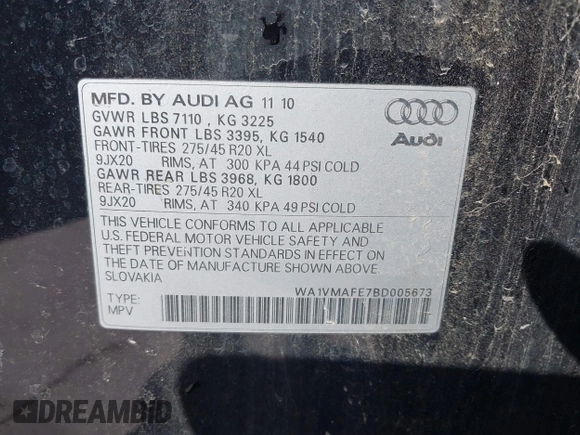 MFD. BY AUDI AG 11 10
GVWR LBS 7110 , KG 3225
GAWR FRONT LBS 3395, KG 1540
FRONT-TIRES 275/45 R20 XL
9JX20 RIMS, AT 300 KPA 44 PSI COLD
GAWR REAR LBS 3968, KG 1800
REAR-TIRES 275/45 R20 XL
9JX20 RIMS, AT 340 KPA 49 PSI COLD
Audi
THIS VEHICLE CONFORMS TO ALL APPLICABLE
U.S. FEDERAL MOTOR VEHICLE SAFETY AND
THEFT PREVENTION STANDARDS IN EFFECT ON
THE DATE OF MANUFACTURE SHOWN ABOVE.
SLOVAKIA
WA1VMAFE7BD005673
TYPE:
MPV
DREAMBID